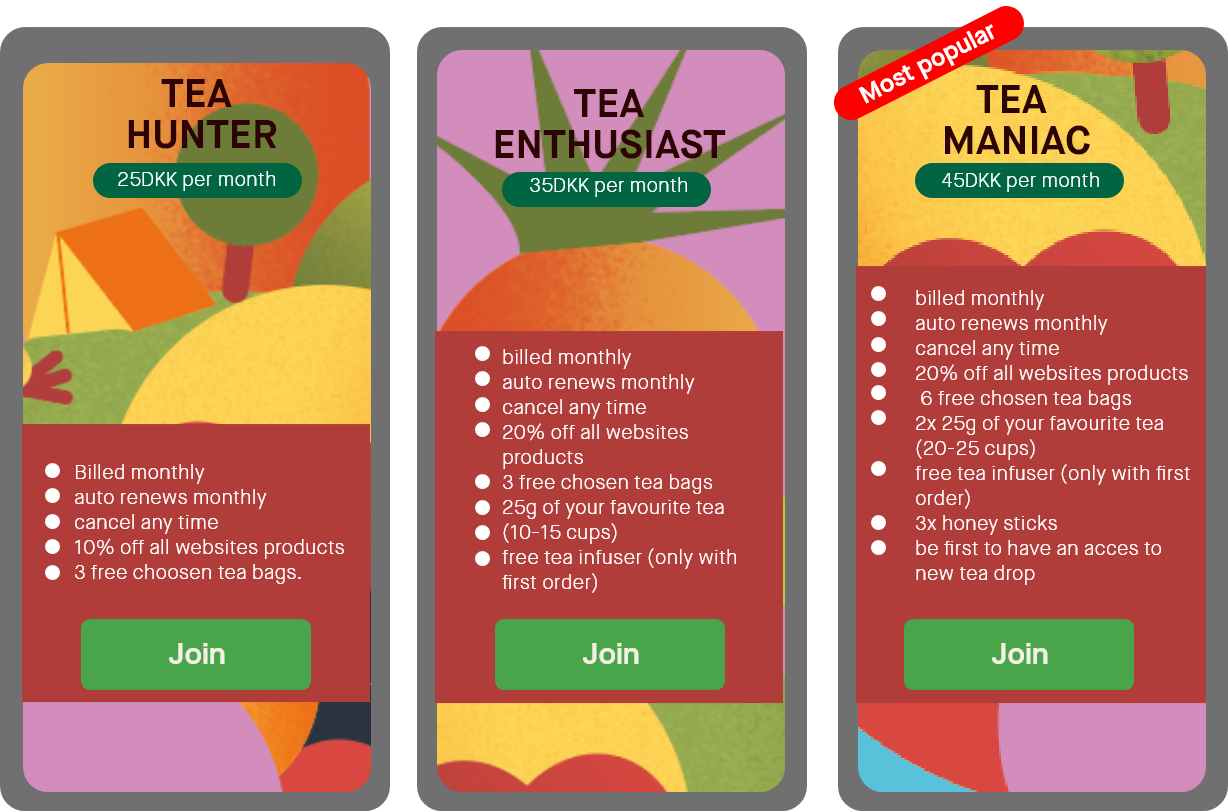 TEA
HUNTER
25DKK per month
Billed monthly
auto renews monthly
cancel any time
10% off all websites products
3 free choosen tea bags.
Join
TEA
ENTHUSIAST
35DKK per month
billed monthly
auto renews monthly
cancel any time
20% off all websites
products
3 free chosen tea bags
25g of your favourite tea
(10-15 cups)
free tea infuser (only with
first order)
Join
Most popular
TEA
MANIAC
45DKK per month
billed monthly
auto renews monthly
cancel any time
20% off all websites products
6 free chosen tea bags
2x 25g of your favourite tea
(20-25 cups)
free tea infuser (only with first
order)
3x honey sticks
be first to have an acces to
new tea drop
Join